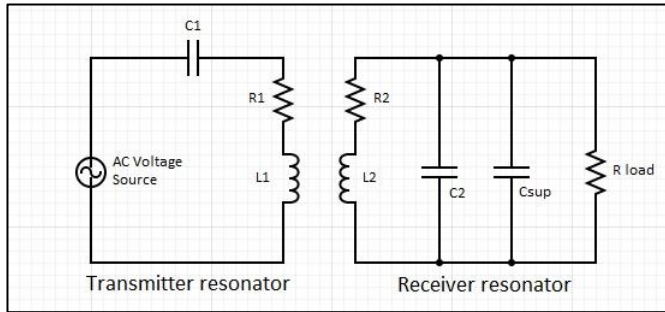 C1
R1
R2
AC Voltage
Source
L1
L2
C2
Csup
R load
Transmitter resonator
Receiver resonator